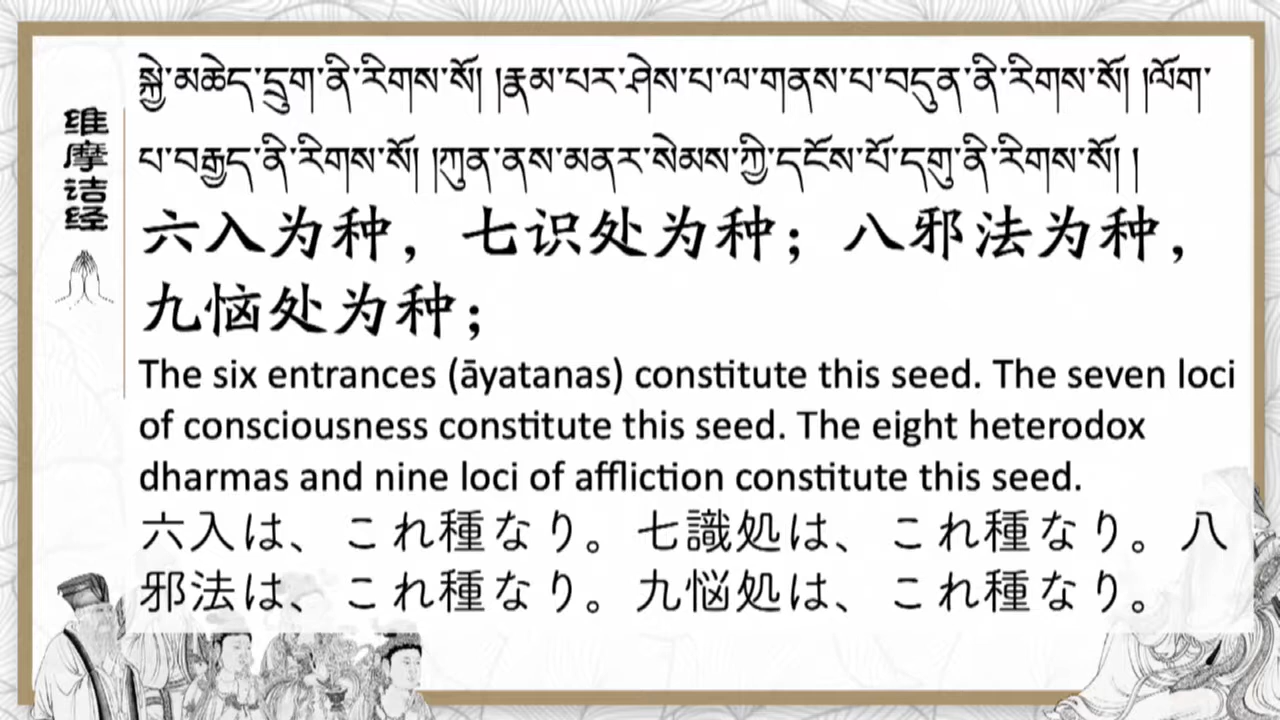 维摩诘经
སྐྱེ་མཆེད་དྲུག་ནི་རིགས་སོ། །རྣམ་པར་ཤེས་པ་ལ་གནས་པ་བདུན་ནི་རིགས་སོ། །ལོག་
པ་བརྒྱད་ནི་རིགས་སོ། །ཀུན་ནས་མནར་སེམས་ཀྱི་དངོས་པོ་དགུ་ནི་རིགས་སོ། །
六入为种，七识处为种；八邪法为种，
九恼处为种；
The six entrances (āyatanas) constitute this seed. The seven loci
of consciousness constitute this seed. The eight heterodox
dharmas and nine loci of affliction constitute this seed.
六入は、これ種なり。七識処は、これ種なり。八
邪法は、これ種なり。九悩処は、これ種なり。